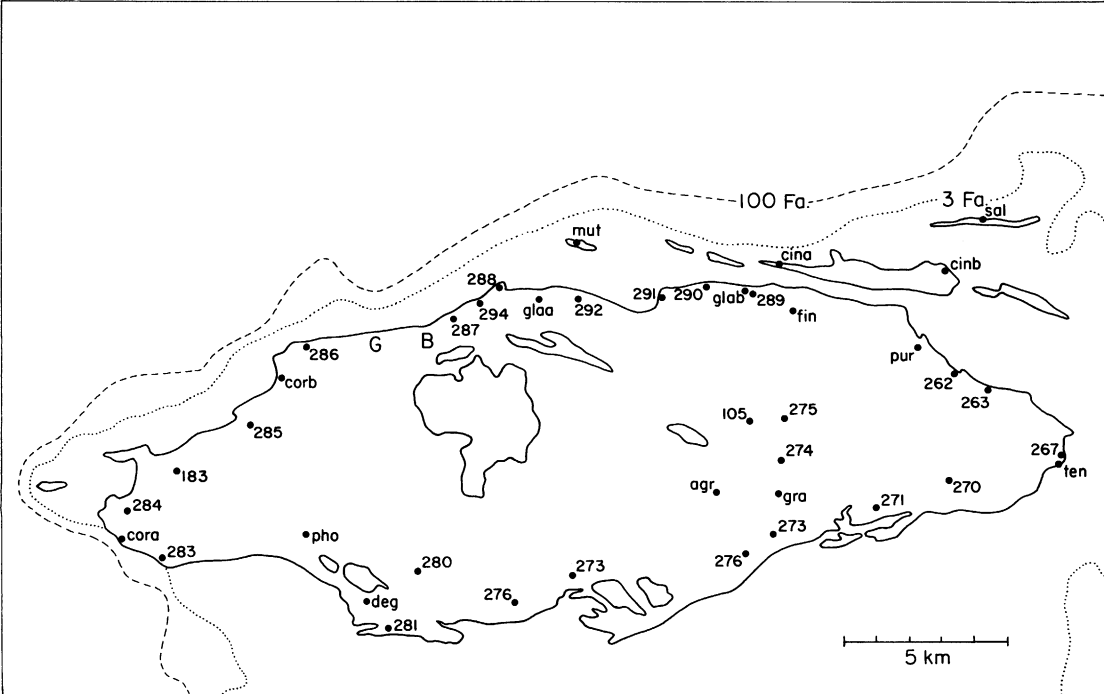 100 Fa.
3 Fa.
sal
mut
cina
cinb
288
294
287
glaa
292
291
290
glab
289
fin
286
G
B
corb
pur
262
263
285
105
275
274
183
267
ten
284
agr
gra
270
271
cora
283
pho
273
276
280
273
deg
276
281
5 km